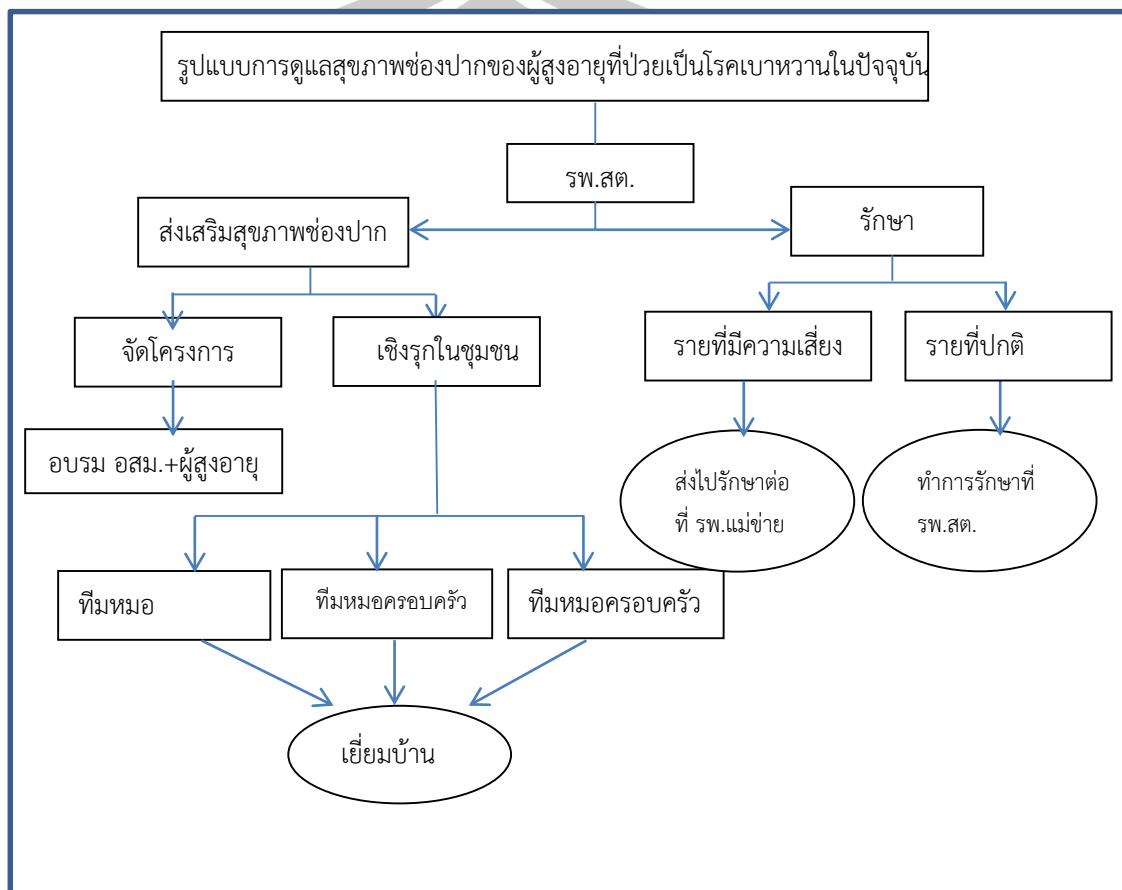 รูปแบบการดูแลสุขภาพช่องปากของผู้สูงอายุที่ป่วยเป็นโรคเบาหวานในปัจจุบัน
รพ.สต.
ส่งเสริมสุขภาพช่องปาก
รักษา
จัดโครงการ
เชิงรุกในชุมชน
รายที่มีความเสี่ยง
รายที่ปกติ
อบรม อสม.+ผู้สูงอายุ
ส่งไปรักษาต่อ
ที่ รพ.แม่ข่าย
ทำการรักษาที่
รพ.สต.
ทีมหมอ
ทีมหมอครอบครัว
ทีมหมอครอบครัว
เยี่ยมบ้าน